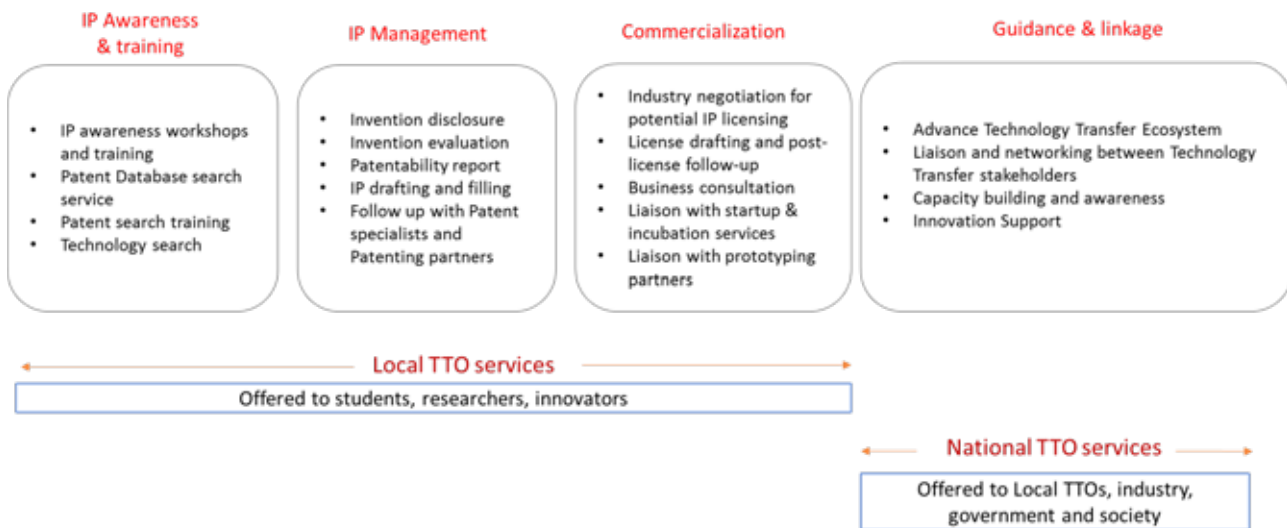 IP Awareness
& training
• IP awareness workshops
and training
• Patent Database search
service
• Patent search training
• Technology search
IP Management
• Invention disclosure
• Invention evaluation
• Patentability report
• IP drafting and filling
• Follow up with Patent
specialists and
Patenting partners
Commercialization
• Industry negotiation for
potential IP licensing
• License drafting and post-
license follow-up
• Business consultation
• Liaison with startup &
incubation services
• Liaison with prototyping
partners
Guidance & linkage
• Advance Technology Transfer Ecosystem
• Liaison and networking between Technology
Transfer stakeholders
• Capacity building and awareness
• Innovation Support
Local TTO services
Offered to students, researchers, innovators
National TTO services
Offered to Local TTOs, industry,
government and society